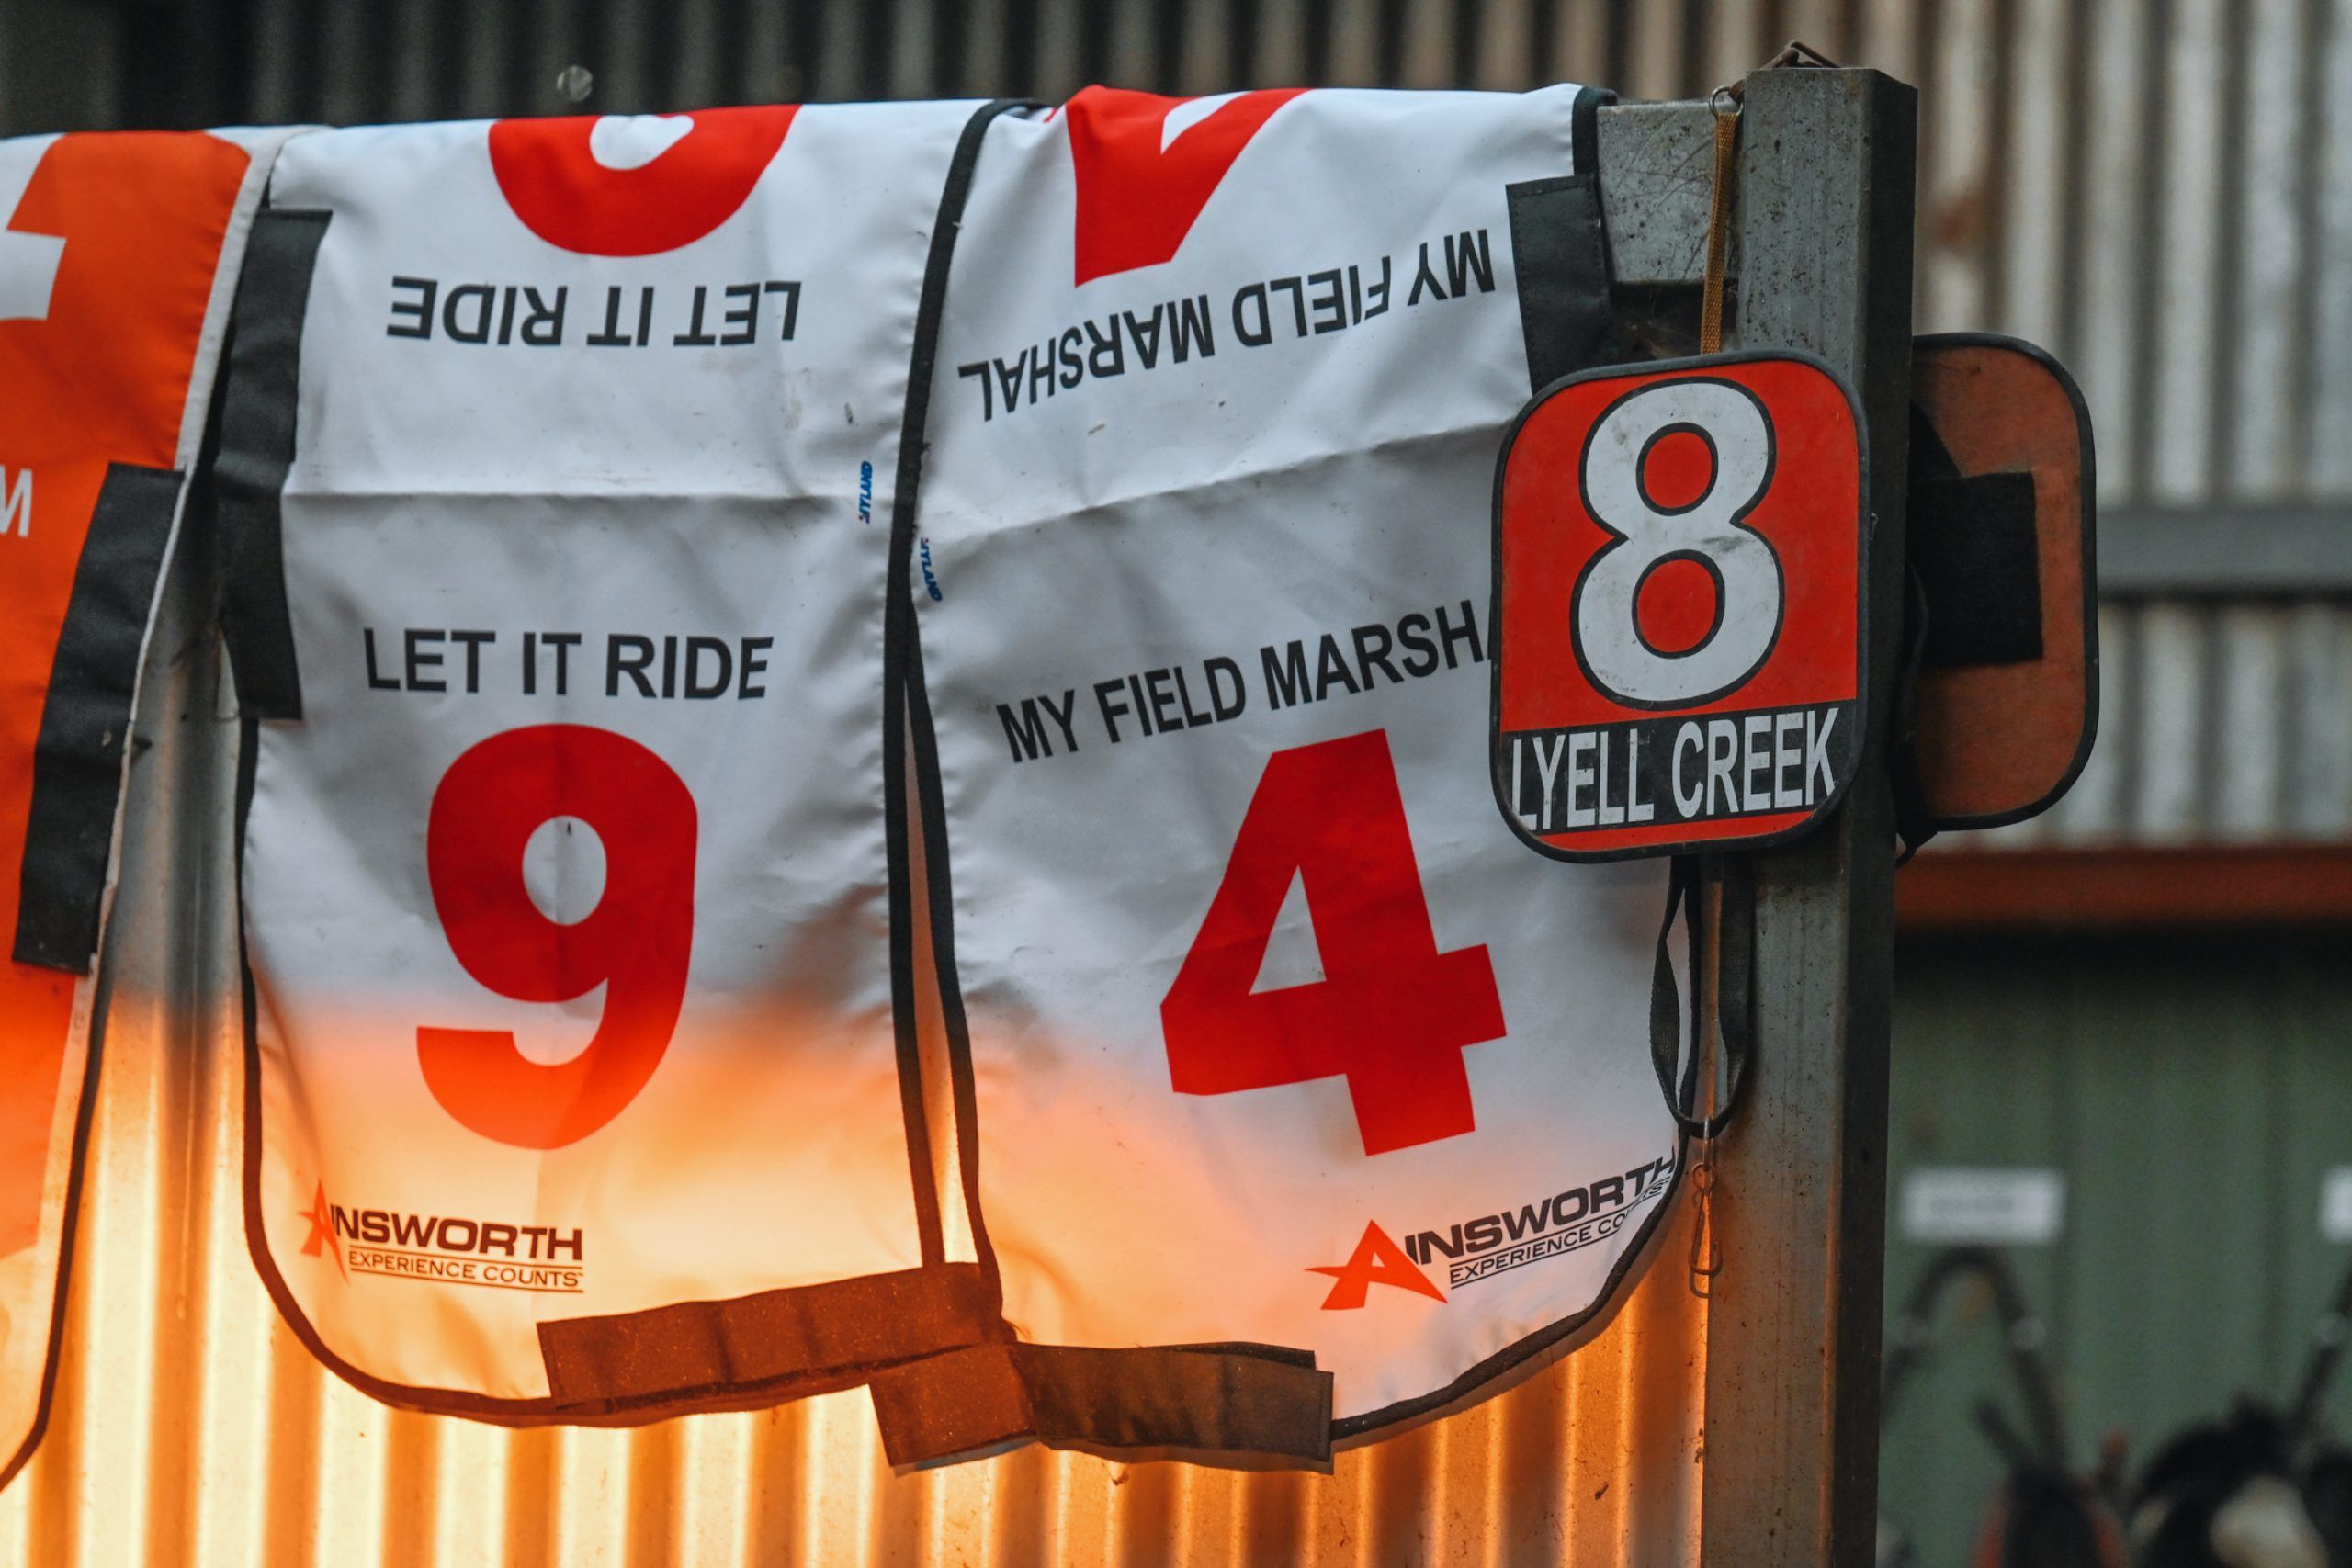 LET IT RIDE
MY FIELD MARSHAL
M
LET IT RIDE
9
AINSWORTH
EXPERIENCE COUNTS
MY FIELD MARSH
4
AINSWORTH
EXPERIENCE CO
8
LYELL CREEK